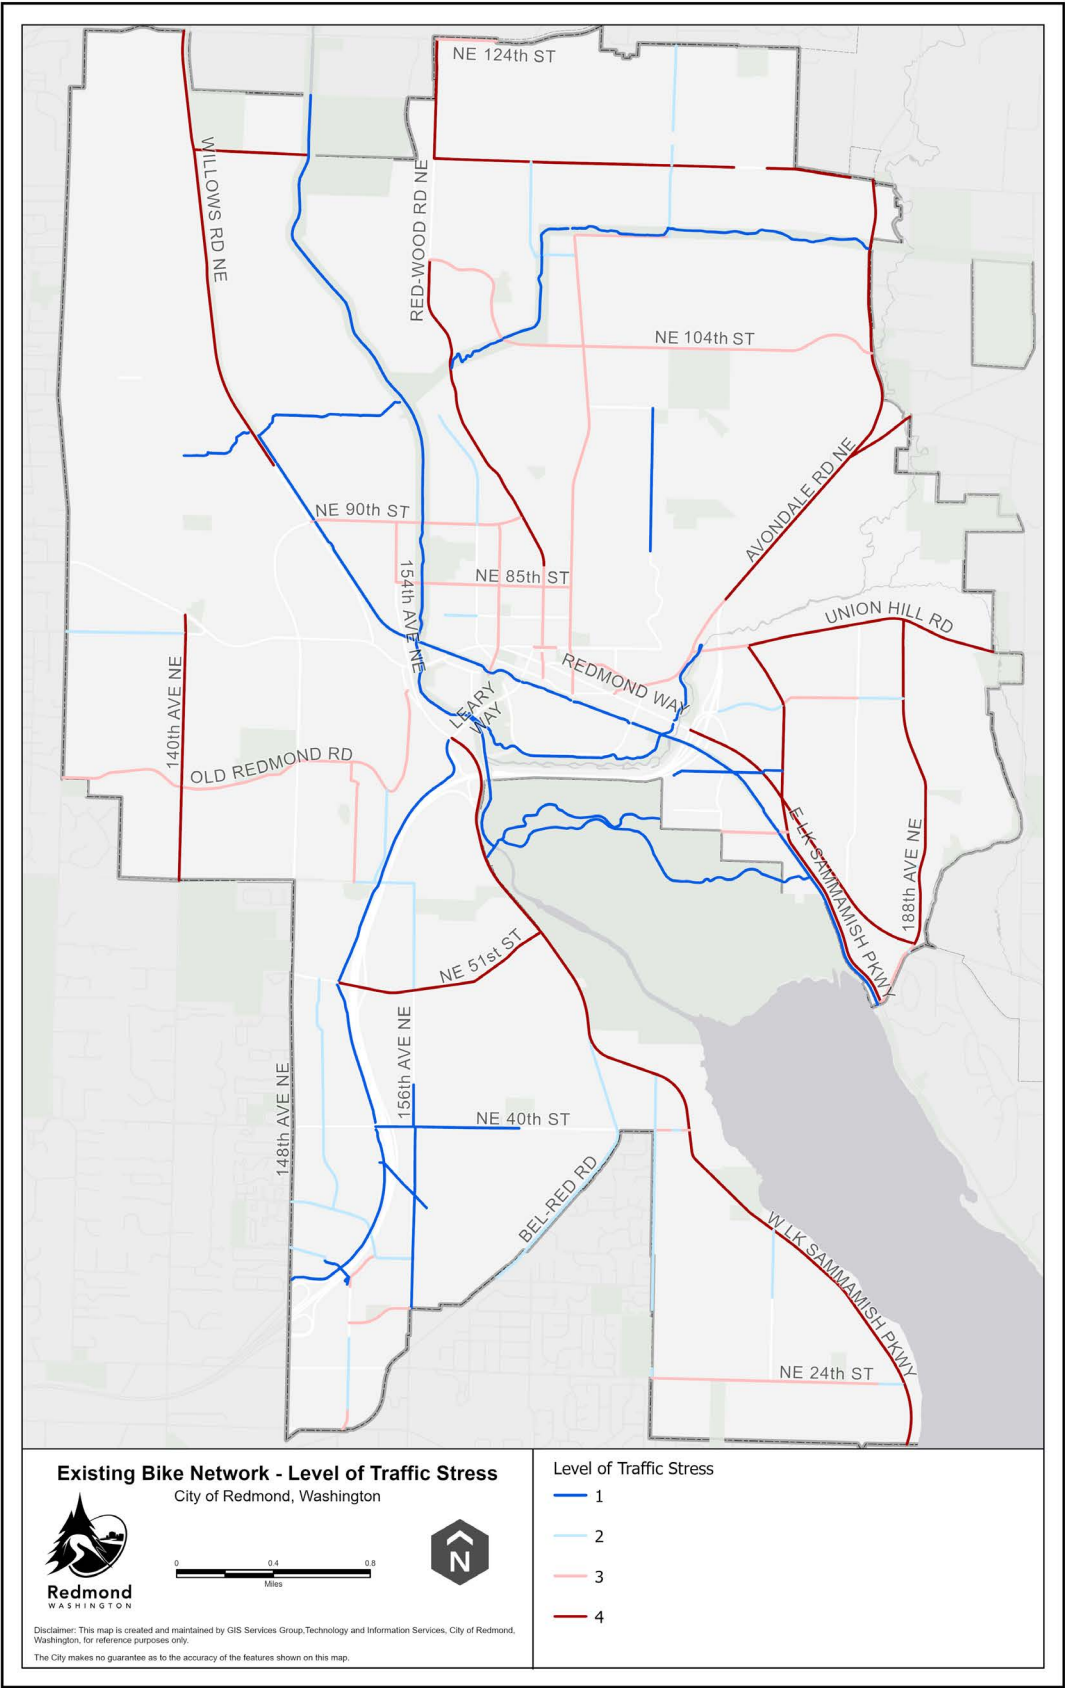 NE 124th ST
WILLOWS RD NE
RED-WOOD RD NE
NE 104th ST
AVONDALE RD NE
NE 90th ST
154th AVE NE
NE 85th ST
UNION HILL RD
140th AVE NE
REDMOND WAY
LEARY
WAY
OLD REDMOND RD
E LK SAMMAMISH PKWY
188th AVE NE
NE 51st ST
156th AVE NE
148th AVE NE
NE 40th ST
BEL-RED RD
W LK SAMMAMISH PKWY
NE 24th ST
Existing Bike Network - Level of Traffic Stress
City of Redmond, Washington
Redmond
WASHINGTON
0 0.4 0.8
Miles
N
Disclaimer: This map is created and maintained by GIS Services Group,Technology and Information Services, City of Redmond,
Washington, for reference purposes only.
The City makes no guarantee as to the accuracy of the features shown on this map.
Level of Traffic Stress
1
2
3
4